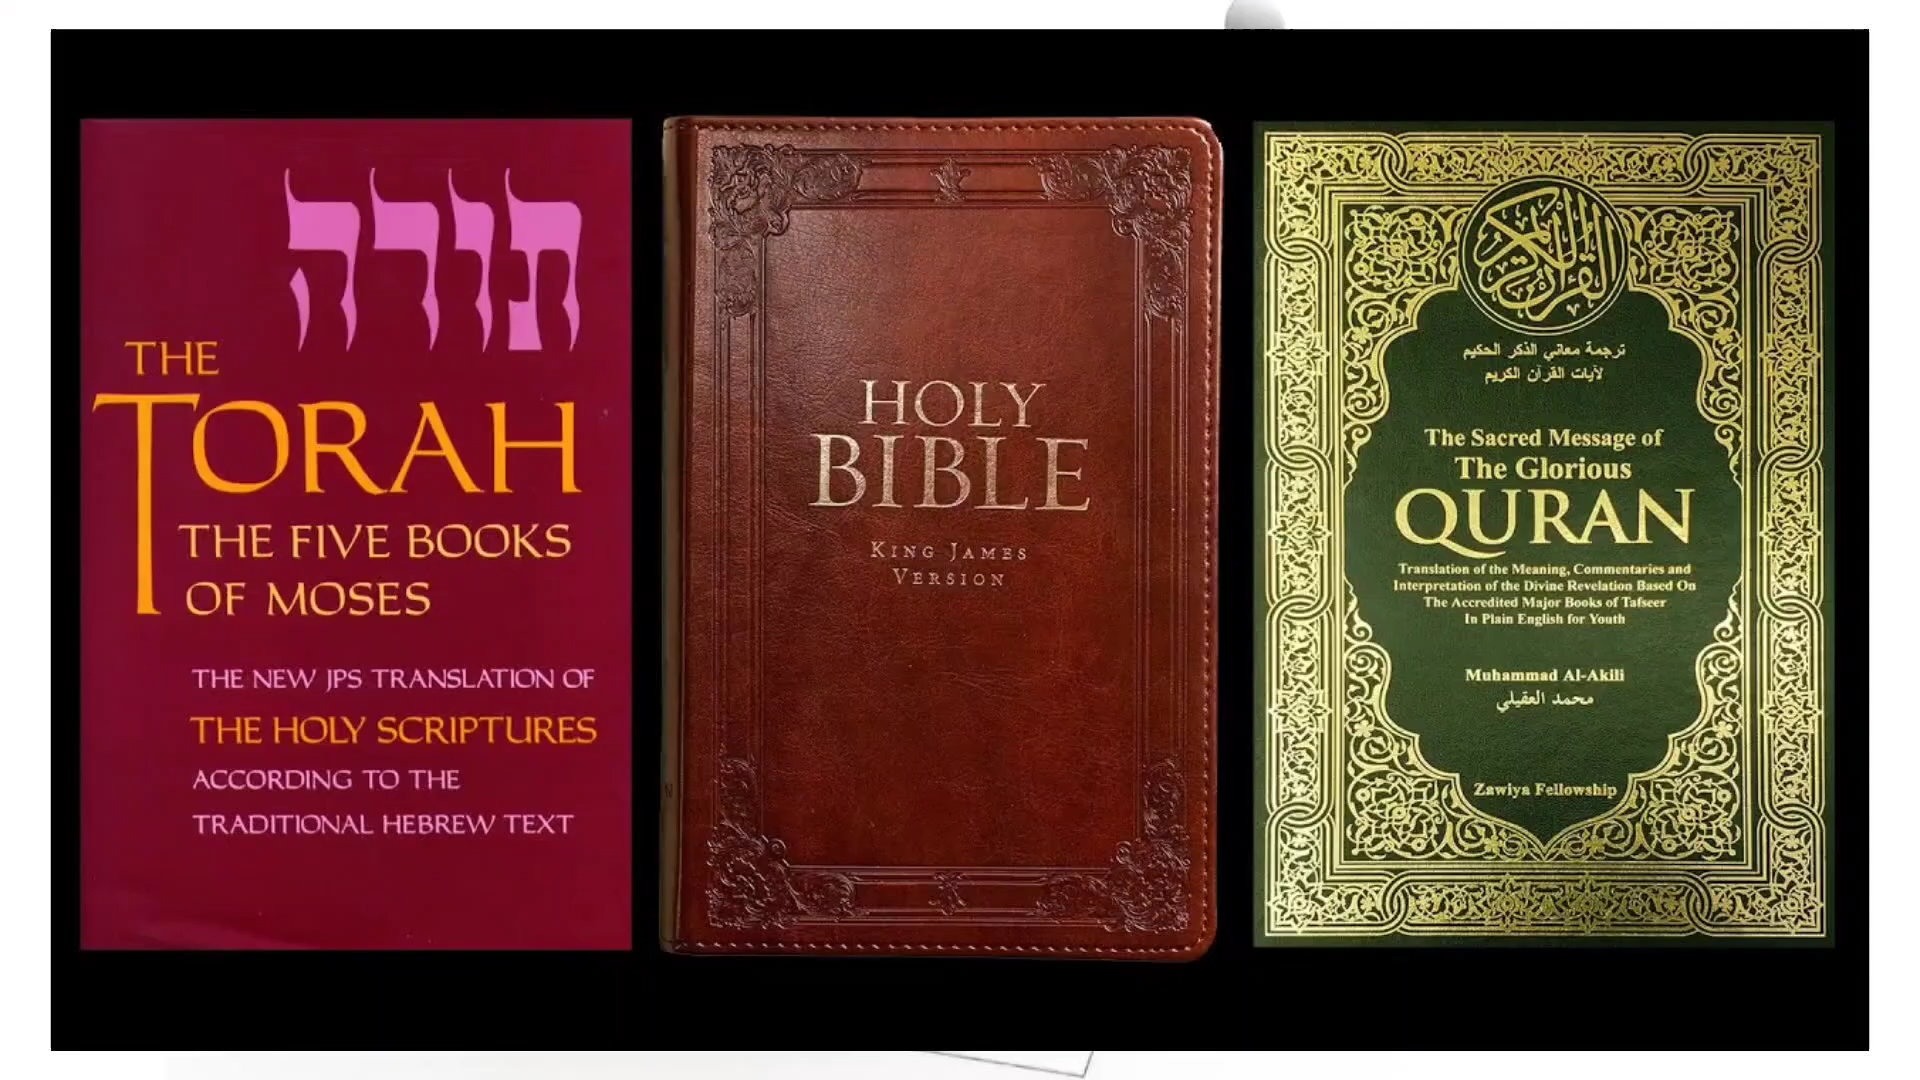 תורה
THE
TORAH
THE FIVE BOOKS
OF MOSES
THE NEW JPS TRANSLATION OF
THE HOLY SCRIPTURES
ACCORDING TO THE
TRADITIONAL HEBREW TEXT
HOLY
BIBLE
KING JAMES
VERSION
القرآن الكريم
ترجمة معاني الذكر الحكيم
لآيات القرآن الكريم
The Sacred Message of
The Glorious
QURAN
Translation of the Meaning, Commentaries and
Interpretation of the Divine Revelation Based On
The Accredited Major Books of Tafseer
In Plain English for Youth
Muhammad Al-Akili
محمد العقيلي
Zawiya Fellowship